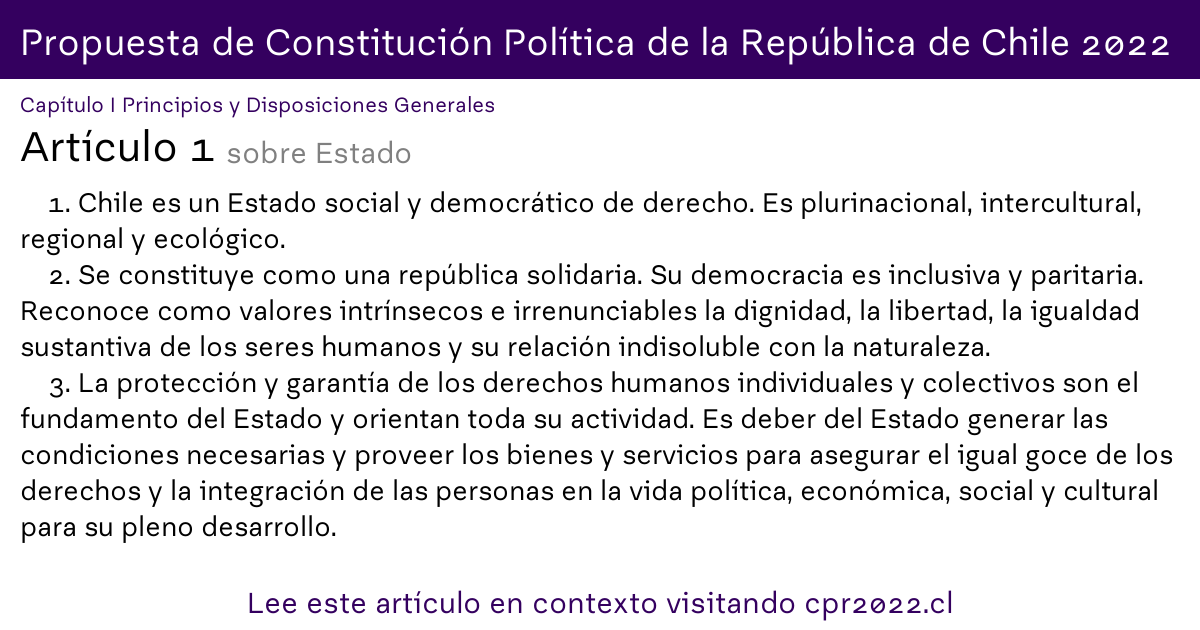 Propuesta de Constitución Política de la República de Chile 2022
Capítulo I Principios y Disposiciones Generales
Artículo 1 sobre Estado
1. Chile es un Estado social y democrático de derecho. Es plurinacional, intercultural,
regional y ecológico.
2. Se constituye como una república solidaria. Su democracia es inclusiva y paritaria.
Reconoce como valores intrínsecos e irrenunciables la dignidad, la libertad, la igualdad
sustantiva de los seres humanos y su relación indisoluble con la naturaleza.
3. La protección y garantía de los derechos humanos individuales y colectivos son el
fundamento del Estado y orientan toda su actividad. Es deber del Estado generar las
condiciones necesarias y proveer los bienes y servicios para asegurar el igual goce de los
derechos y la integración de las personas en la vida política, económica, social y cultural
para su pleno desarrollo.
Lee este artículo en contexto visitando cpr2022.cl